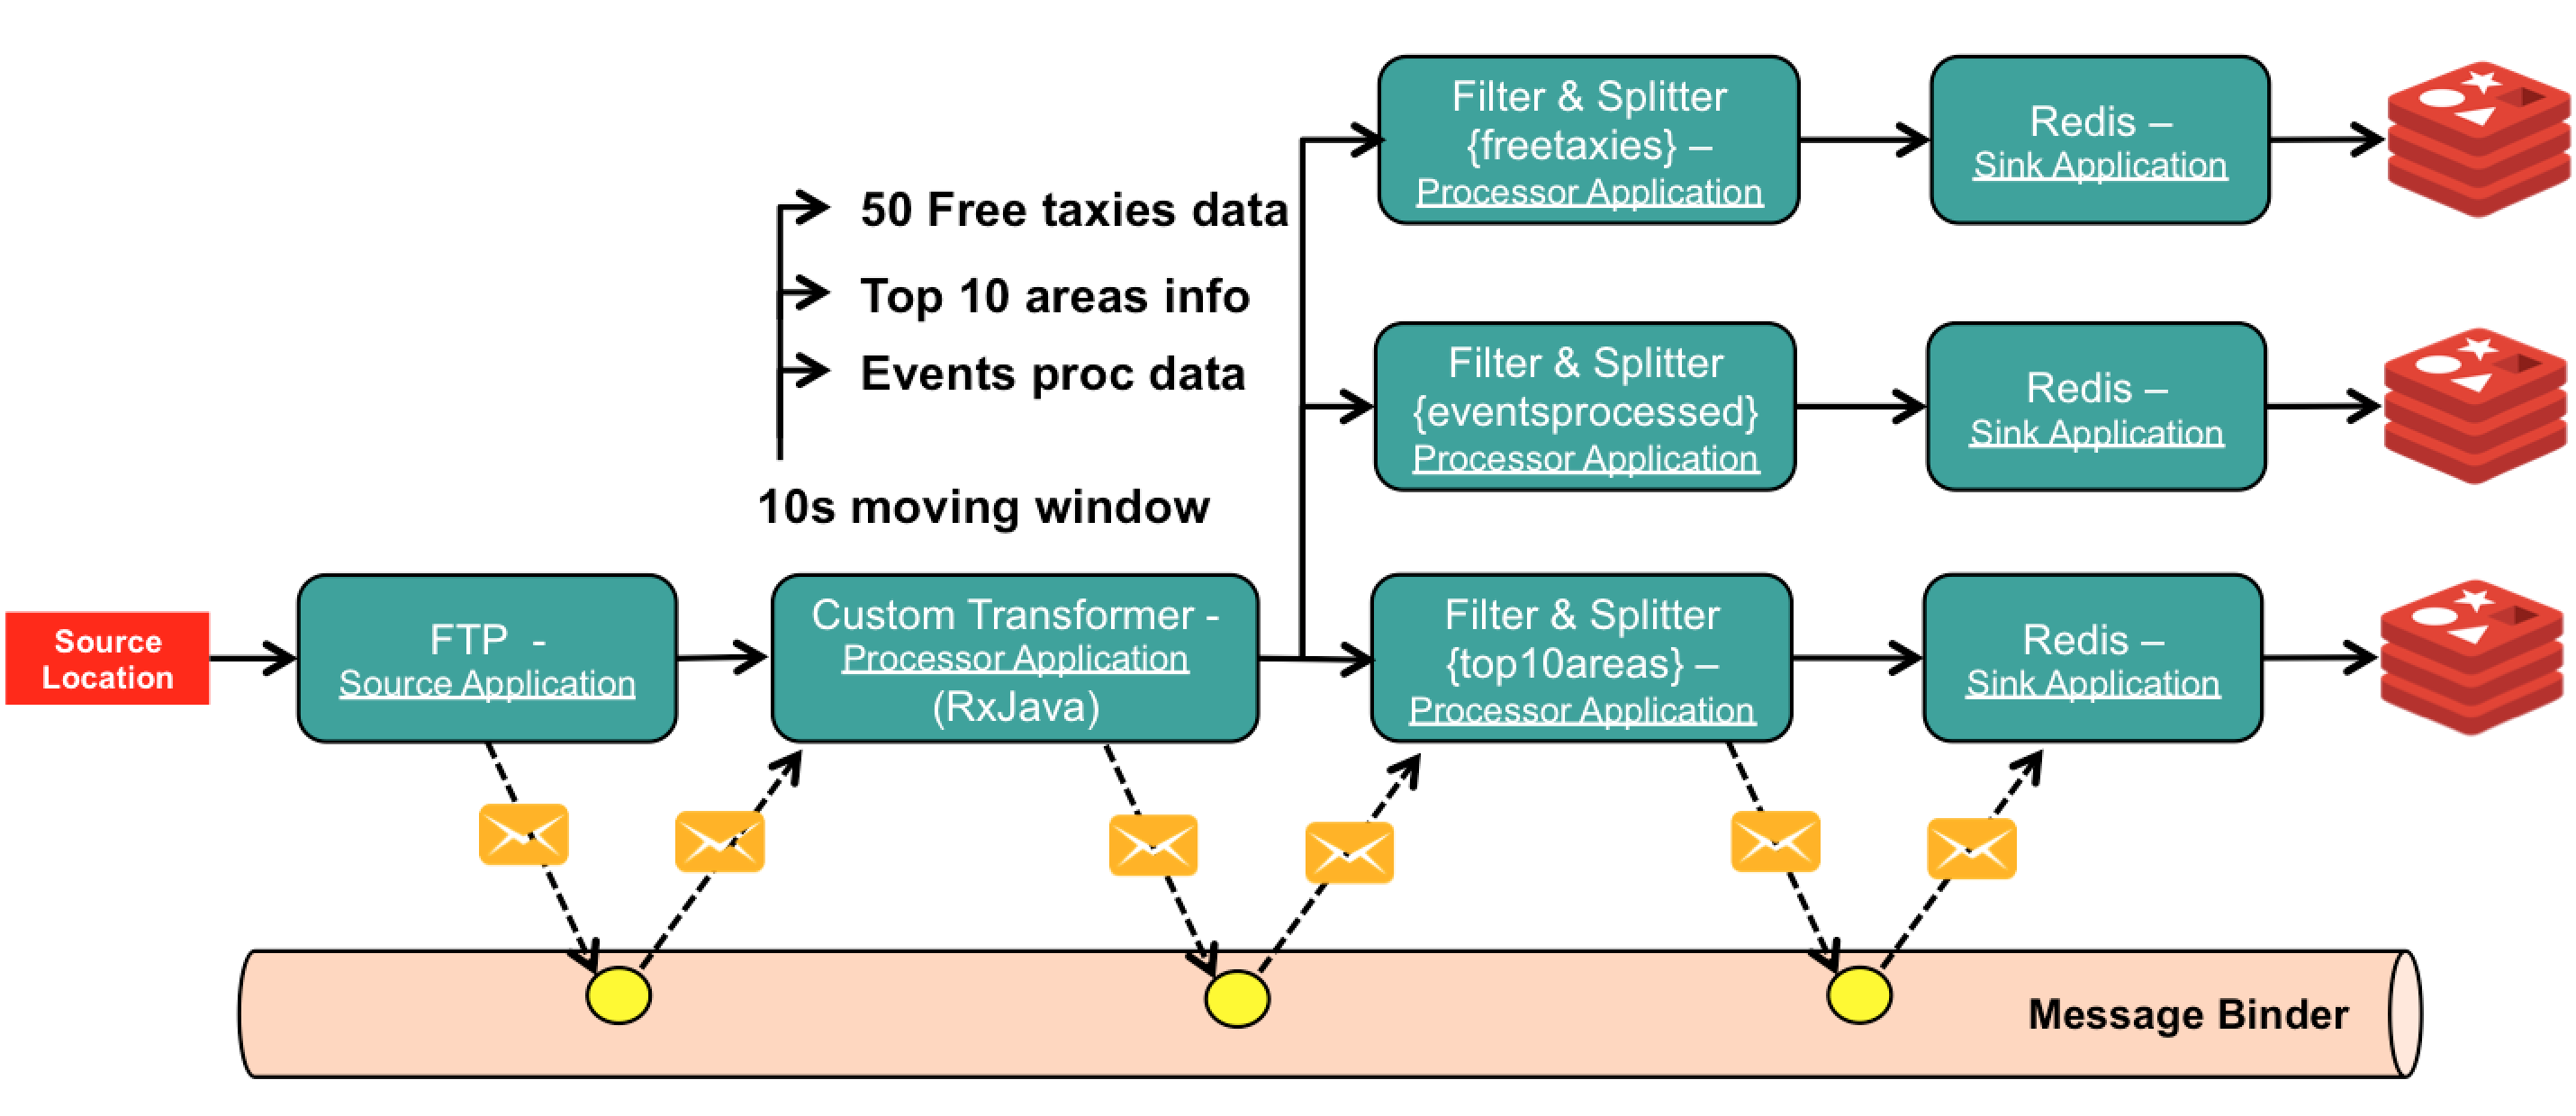 Filter & Splitter
{freetaxies} –
Processor Application
Redis –
Sink Application
50 Free taxies data
Top 10 areas info
Events proc data
10s moving window
Filter & Splitter
{eventsprocessed}
Processor Application
Redis –
Sink Application
Source
Location
FTP -
Source Application
Custom Transformer -
Processor Application
(RxJava)
Filter & Splitter
{top10areas} –
Processor Application
Redis –
Sink Application
Message Binder